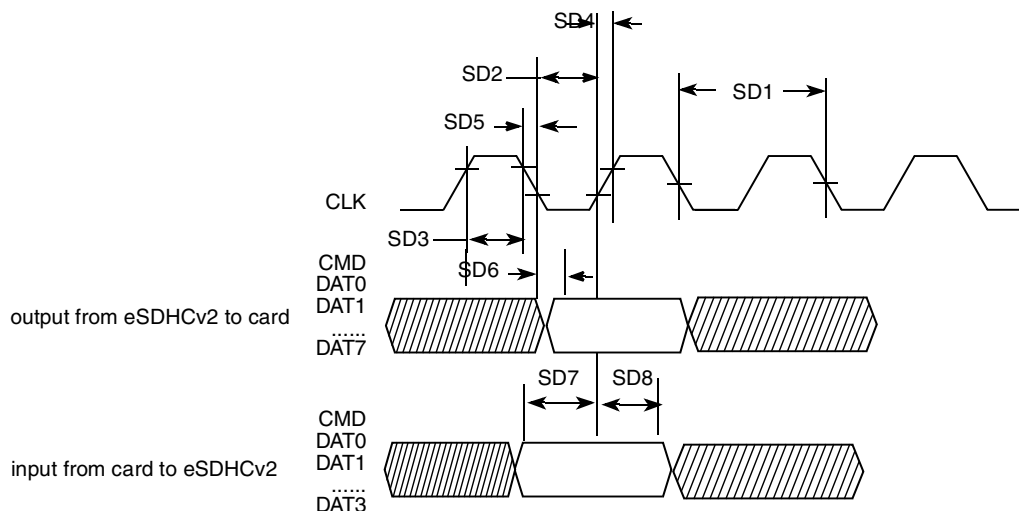 SD4
SD2
SD1
SD5
CLK
SD3
CMD
SD6
DAT0
output from eSDHCv2 to card
DAT1
......
DAT7
SD7
SD8
CMD
DAT0
input from card to eSDHCv2
DAT1
......
DAT3